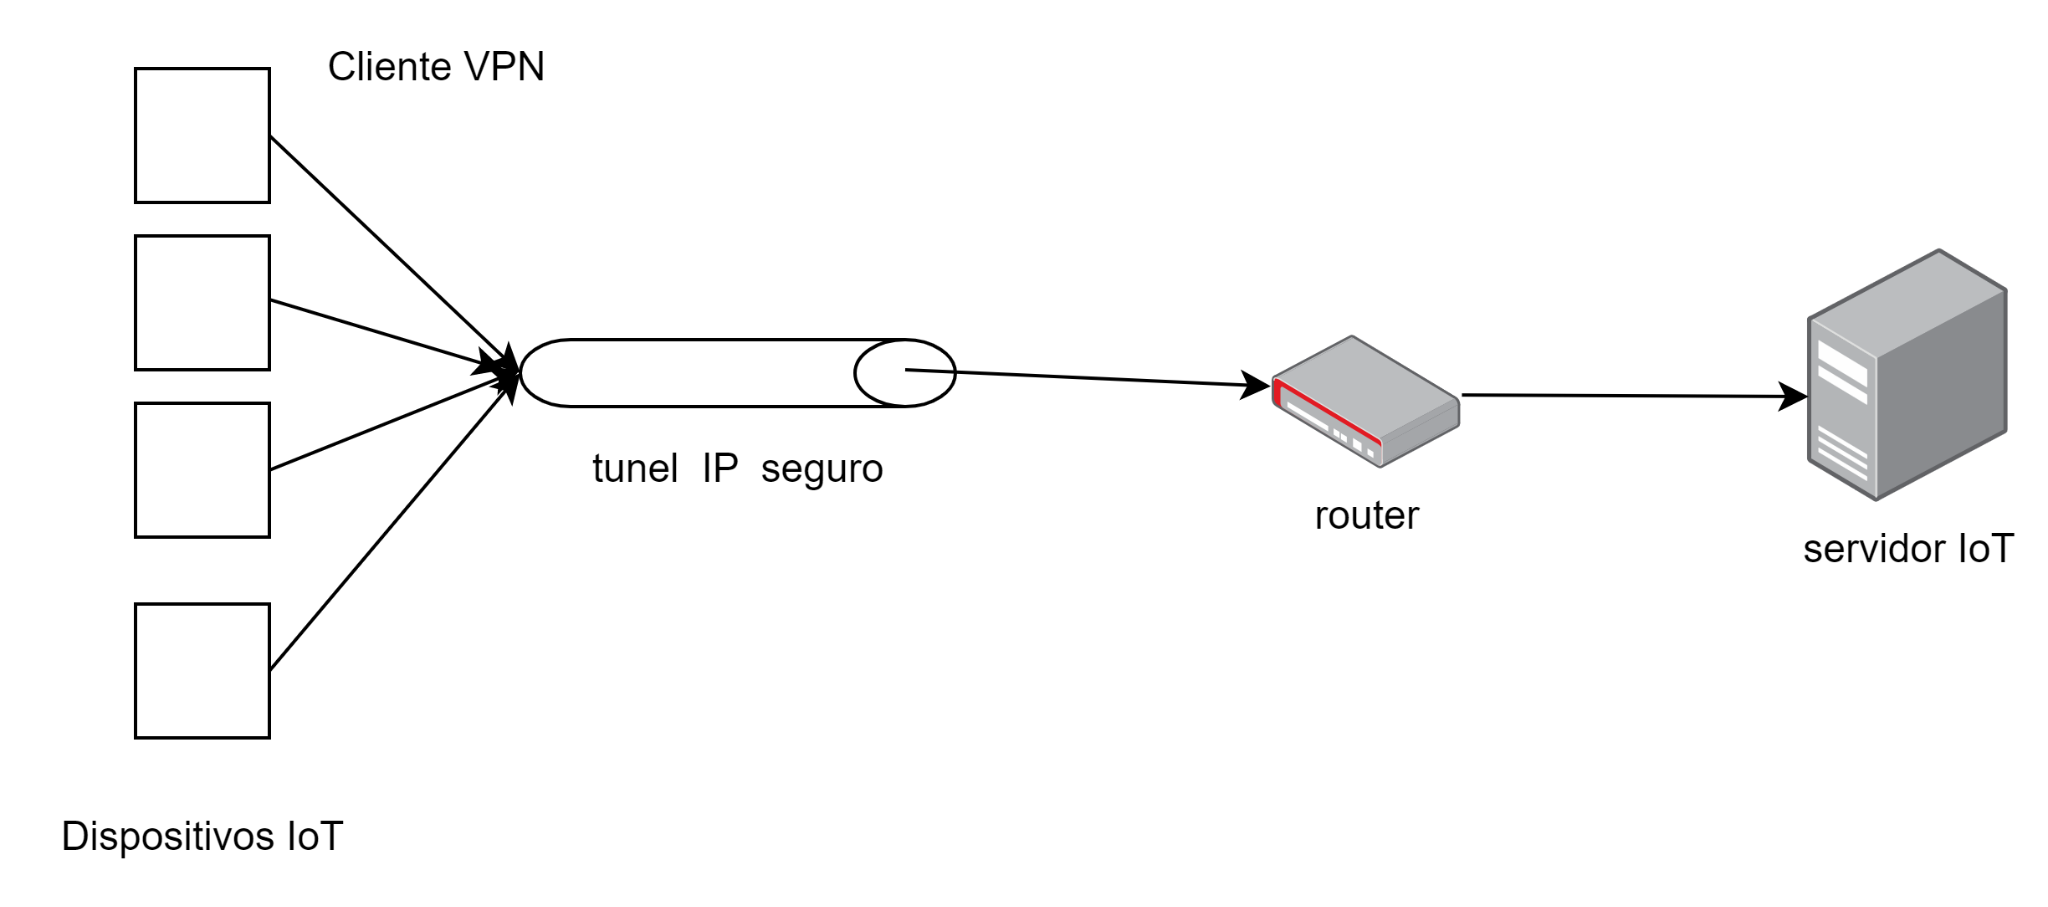 Cliente VPN
tunel IP seguro
router
servidor IoT
Dispositivos IoT